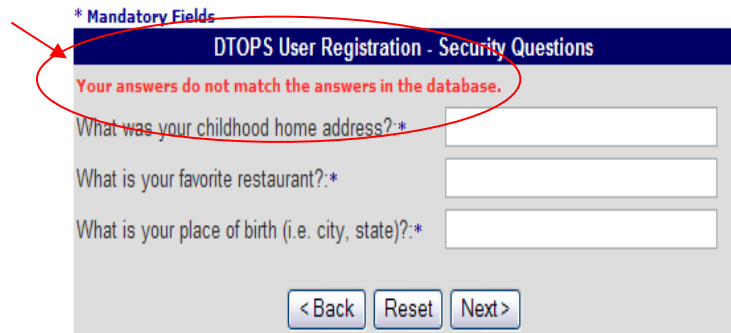 * Mandatory Fields
DTOPS User Registration - Security Questions
Your answers do not match the answers in the database.
What was your childhood home address?:*
What is your favorite restaurant?:*
What is your place of birth (i.e. city, state)?:*
< Back Reset Next >